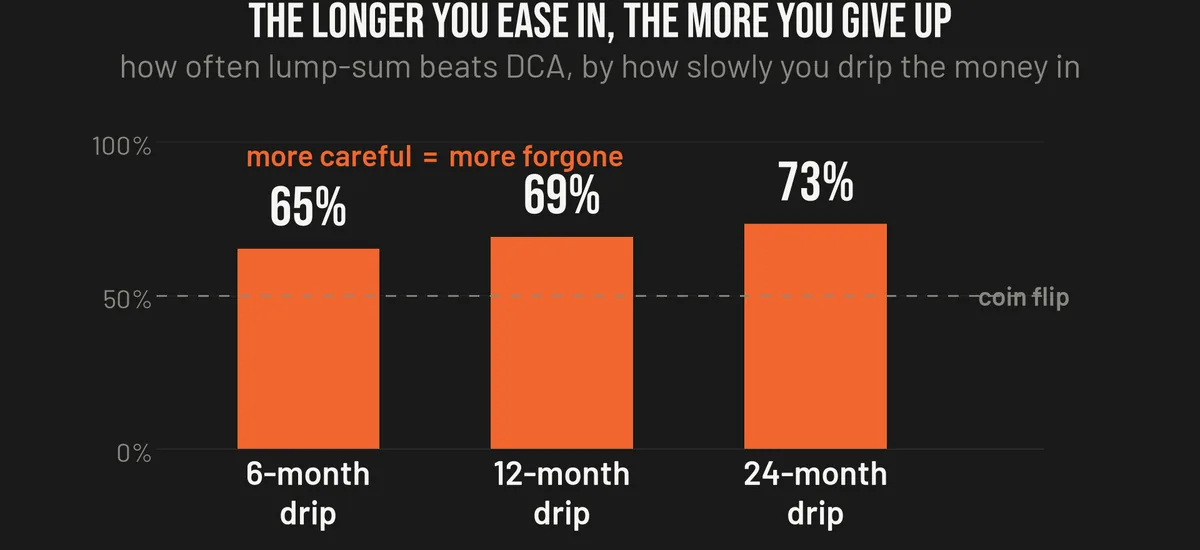 THE LONGER YOU EASE IN, THE MORE YOU GIVE UP
how often lump-sum beats DCA, by how slowly you drip the money in
100%
more careful = more forgone
65%
69%
73%
50%
coin flip
0%
6-month
drip
12-month
drip
24-month
drip